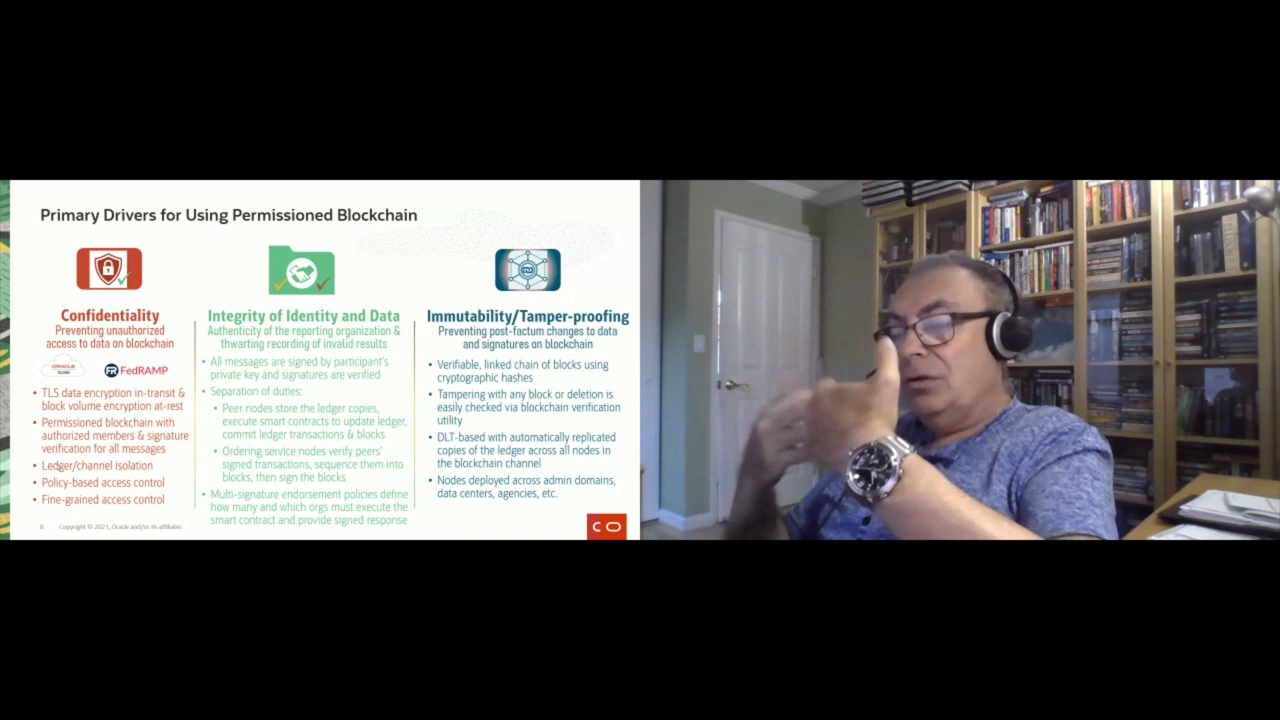 Primary Drivers for Using Permissioned Blockchain
Confidentiality
Preventing unauthorized
access to data on blockchain
ORACLE
CLOUD
FR FedRAMP
• TLS data encryption in-transit &
block volume encryption at-rest
• Permissioned blockchain with
authorized members & signature
verification for all messages
• Ledger/channel isolation
• Policy-based access control
• Fine-grained access control
Integrity of Identity and Data
Authenticity of the reporting organization &
thwarting recording of invalid results
• All messages are signed by participant's
private key and signatures are verified
• Separation of duties:
• Peer nodes store the ledger copies,
execute smart contracts to update ledger,
commit ledger transactions & blocks
• Ordering service nodes verify peers'
signed transactions, sequence them into
blocks, then sign the blocks
• Multi-signature endorsement policies define
how many and which orgs must execute the
smart contract and provide signed response
Immutability/Tamper-proofing
Preventing post-factum changes to data
and signatures on blockchain
• Verifiable, linked chain of blocks using
cryptographic hashes
• Tampering with any block or deletion is
easily checked via blockchain verification
utility
• DLT-based with automatically replicated
copies of the ledger across all nodes in
the blockchain channel
• Nodes deployed across admin domains,
data centers, agencies, etc.
Copyright © 2021, Oracle and/or its affiliates